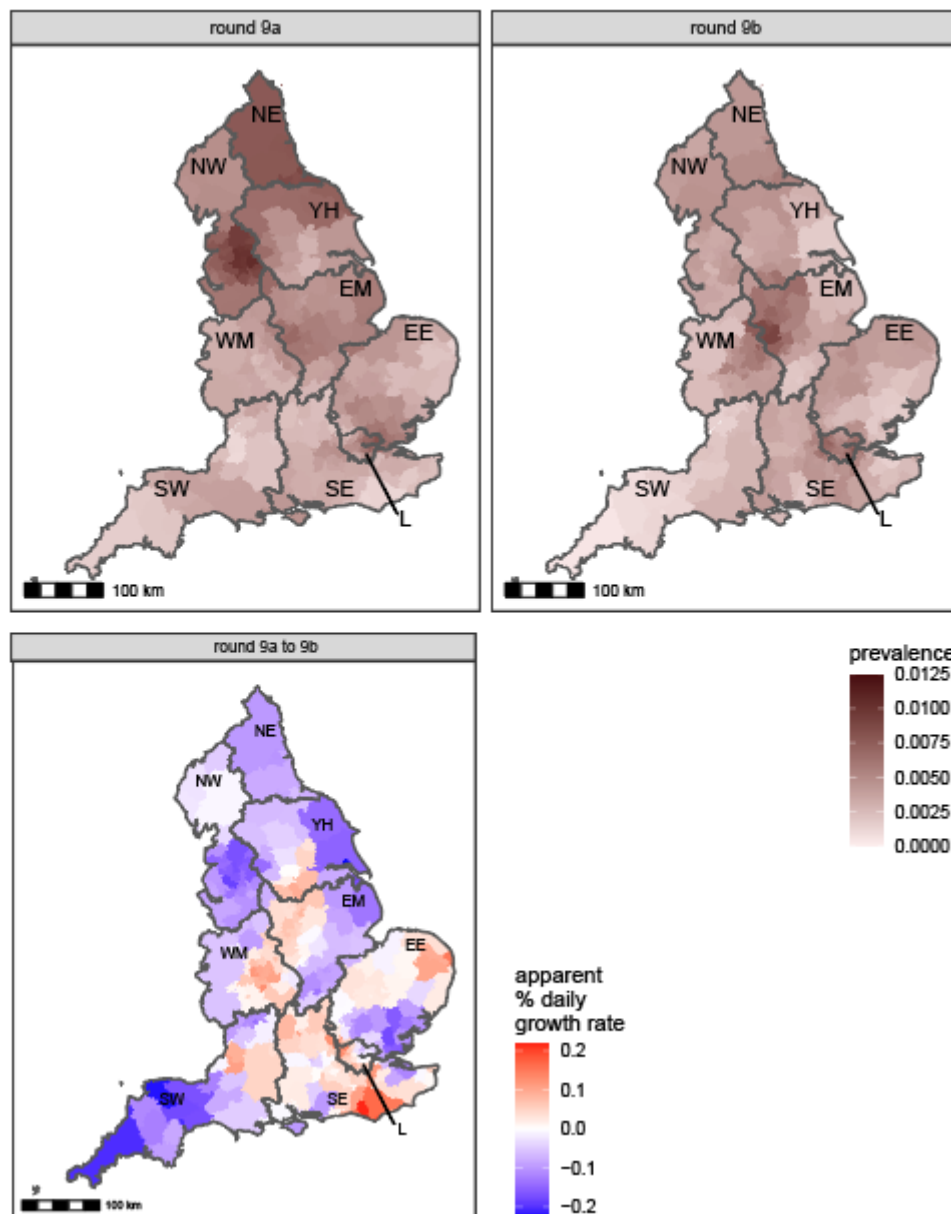 round 9a
NE
NW
YH
EM
WM
EE
SW
SE
L
100 km
round 9b
NE
NW
YH
EM
WM
EE
SW
SE
L
100 km
round 9a to 9b
NE
NW
YH
EM
WM
EE
SW
SE
L
100 km
prevalence
0.0125
0.0100
0.0075
0.0050
0.0025
0.0000
apparent
% daily
growth rate
0.2
0.1
0.0
−0.1
−0.2